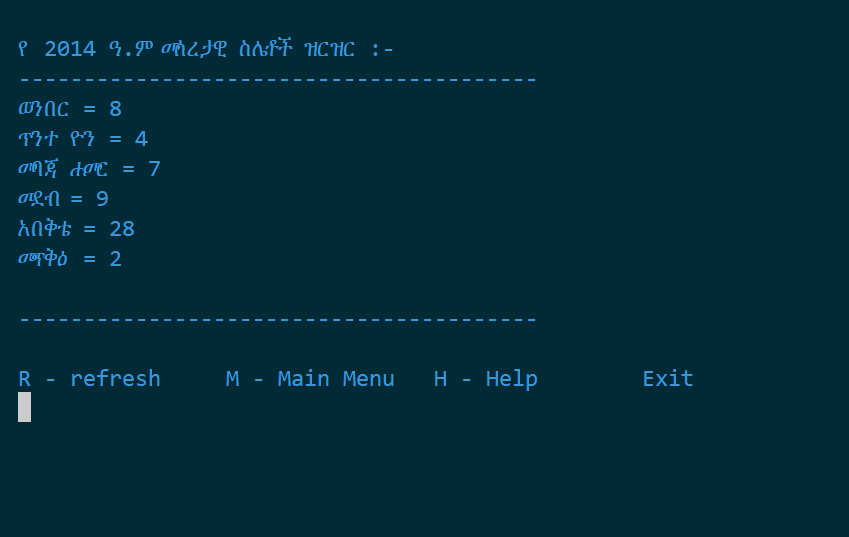 የ 2014 ዓ.ም መሰረታዊ ስሌቶች ዝርዝር :-
----------------------------------------
ወንበር = 8
ጥንተ ዮን = 4
መባጃ ሐመር = 7
መደብ = 9
አበቅቴ = 28
መጥቅዕ = 2
----------------------------------------
R - refresh     M - Main Menu   H - Help        Exit